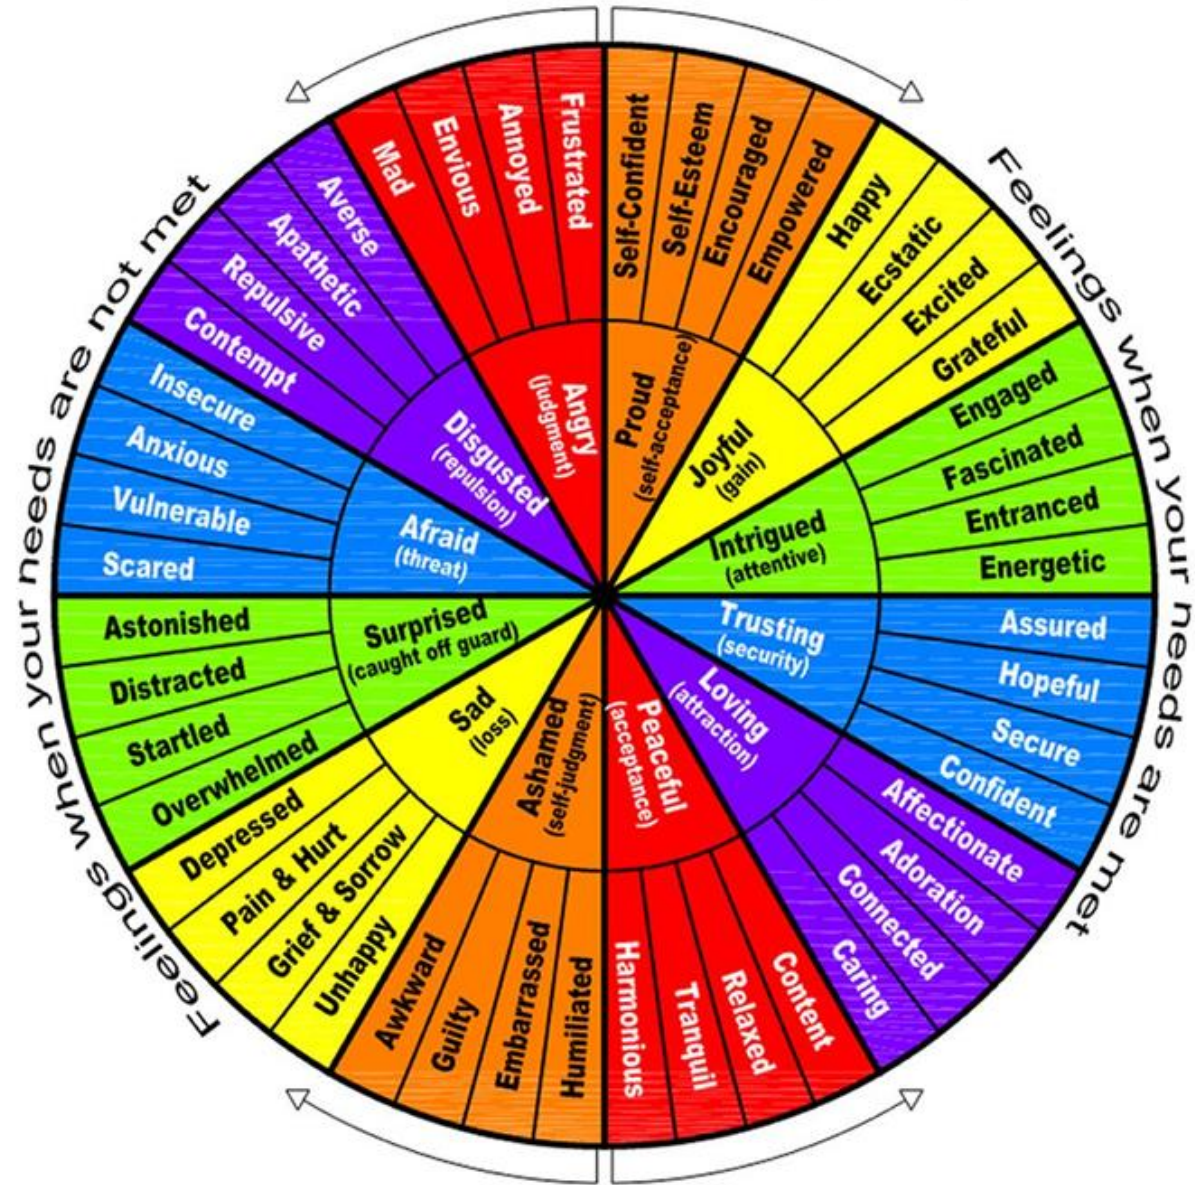 Feelings when your needs are met
Feelings when your needs are not met
Proud
(self-acceptance)
Self-Confident
Self-Esteem
Encouraged
Empowered
Joyful
(gain)
Happy
Ecstatic
Excited
Grateful
Intrigued
(attentive)
Engaged
Fascinated
Entranced
Energetic
Trusting
(security)
Assured
Hopeful
Secure
Confident
Loving
(attraction)
Affectionate
Adoration
Connected
Caring
Peaceful
(acceptance)
Content
Relaxed
Tranquil
Harmonious
Ashamed
(self-judgment)
Humiliated
Embarrassed
Guilty
Awkward
Sad
(loss)
Unhappy
Grief & Sorrow
Pain & Hurt
Depressed
Surprised
(caught off guard)
Overwhelmed
Startled
Distracted
Astonished
Afraid
(threat)
Scared
Vulnerable
Anxious
Insecure
Disgusted
(repulsion)
Contempt
Repulsive
Apathetic
Averse
Angry
(judgment)
Mad
Envious
Annoyed
Frustrated